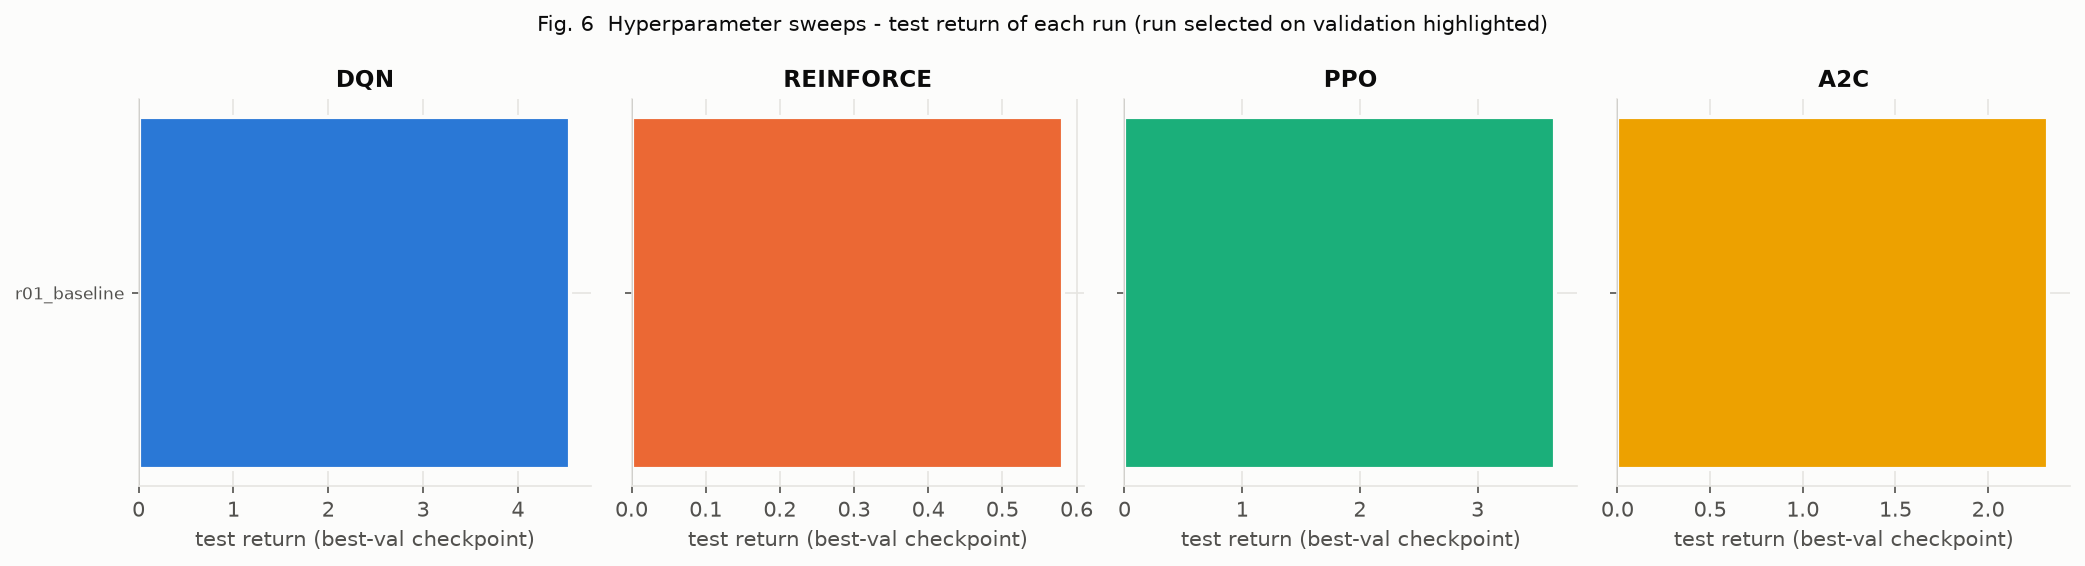 Fig. 6  Hyperparameter sweeps - test return of each run (run selected on validation highlighted)
DQN
REINFORCE
PPO
A2C
r01_baseline
0 1 2 3 4
0.0 0.1 0.2 0.3 0.4 0.5 0.6
0 1 2 3
0.0 0.5 1.0 1.5 2.0
test return (best-val checkpoint)
test return (best-val checkpoint)
test return (best-val checkpoint)
test return (best-val checkpoint)